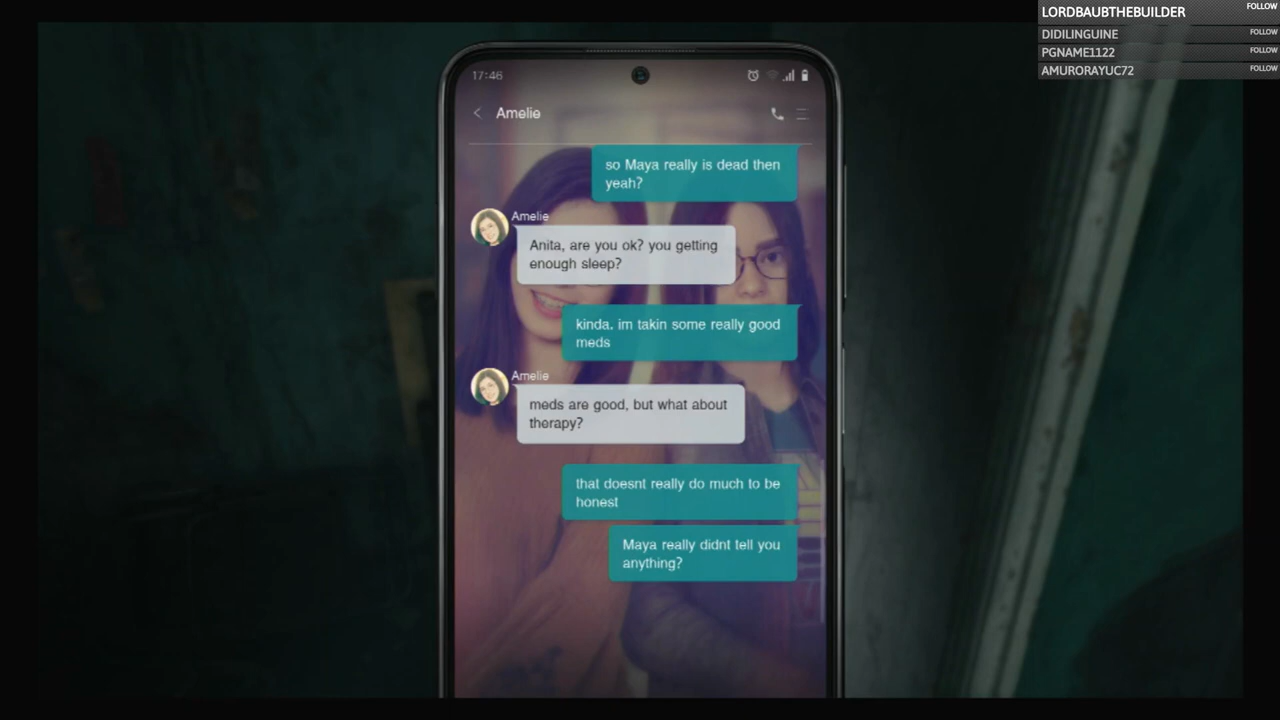 LORDBAUBTHEBUILDER FOLLOW
DIDILINGUINE FOLLOW
PGNAME1122 FOLLOW
AMURORAYUC72 FOLLOW
17:46
Amelie
so Maya really is dead then
yeah?
Amelie
Anita, are you ok? you getting
enough sleep?
kinda, im takin some really good
meds
Amelie
meds are good, but what about
therapy?
that doesnt really do much to be
honest
Maya really didnt tell you
anything?